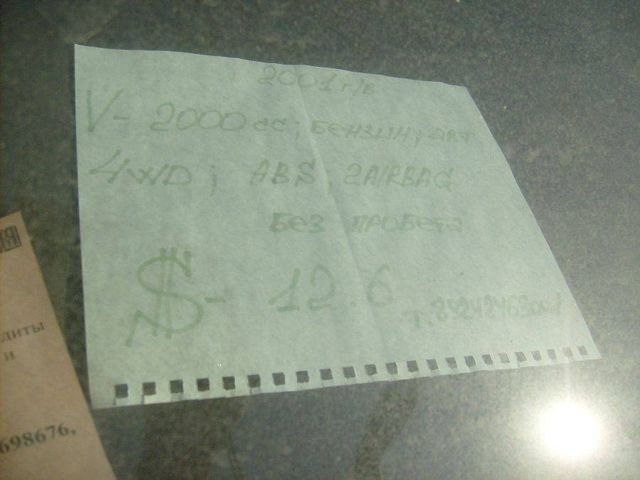 2001 г/в
V- 2000 cc; БЕНЗИН; авт.
4WD; ABS, 2AIRBAG
БЕЗ ПРОБЕГА
$- 12.6
т.
диты
и
698676,